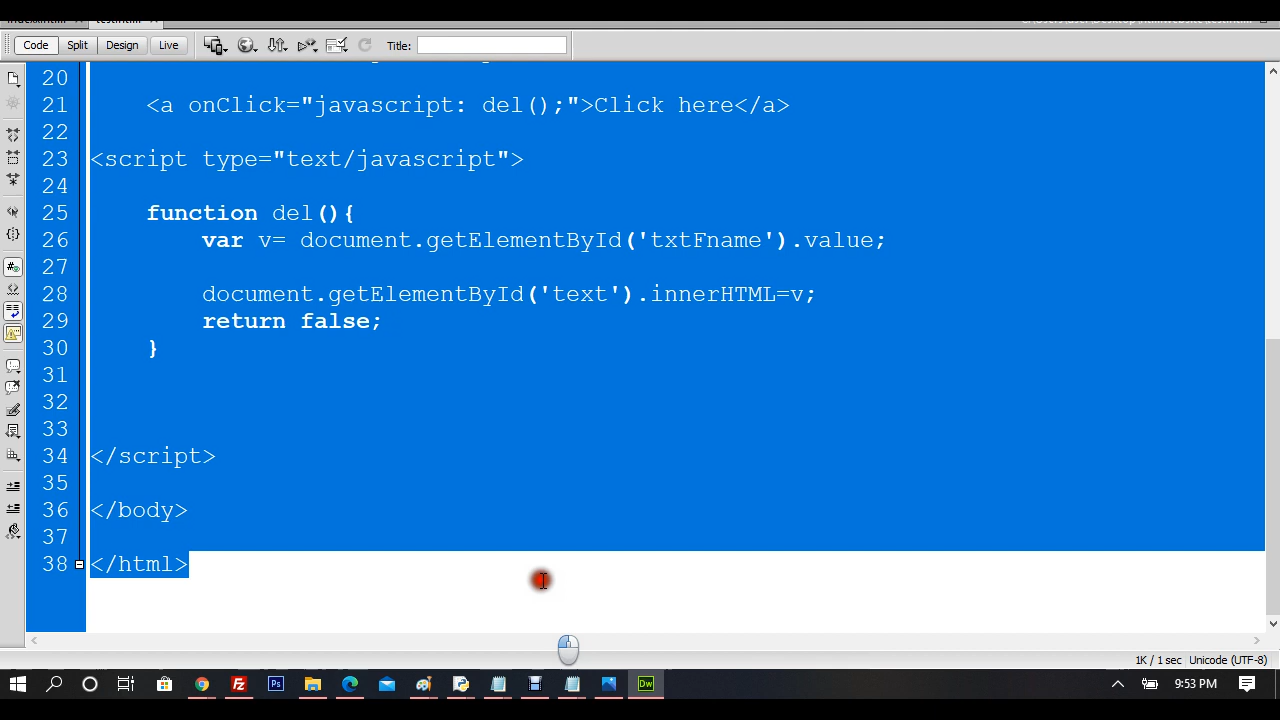 Code Split Design Live Title:
20
21 <a onClick="javascript: del();">Click here</a>
22
23 <script type="text/javascript">
24
25 function del(){
26 var v= document.getElementById('txtFname').value;
27
28 document.getElementById('text').innerHTML=v;
29 return false;
30 }
31
32
33
34 </script>
35
36 </body>
37
38 </html>
1K / 1 sec Unicode (UTF-8)
Ps Dw 9:53 PM